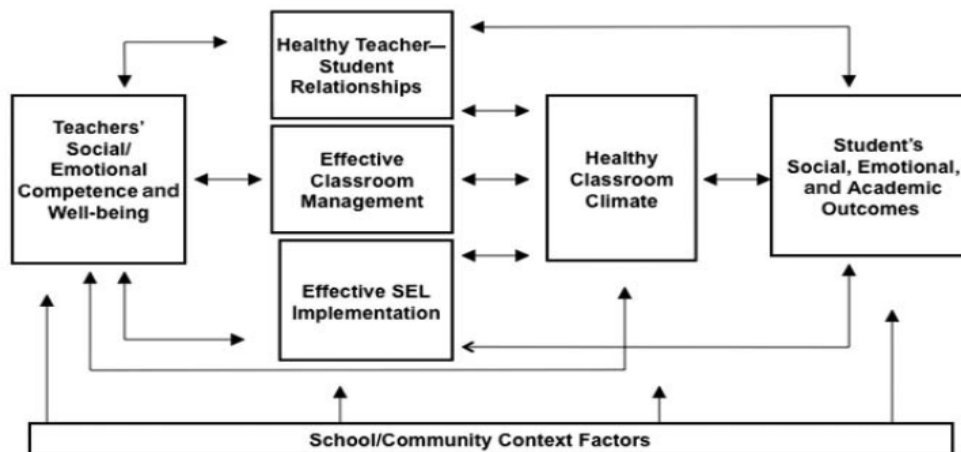 Healthy Teacher—
Student
Relationships
Teachers'
Social/
Emotional
Competence and
Well-being
Effective
Classroom
Management
Healthy
Classroom
Climate
Student's
Social, Emotional,
and Academic
Outcomes
Effective SEL
Implementation
School/Community Context Factors